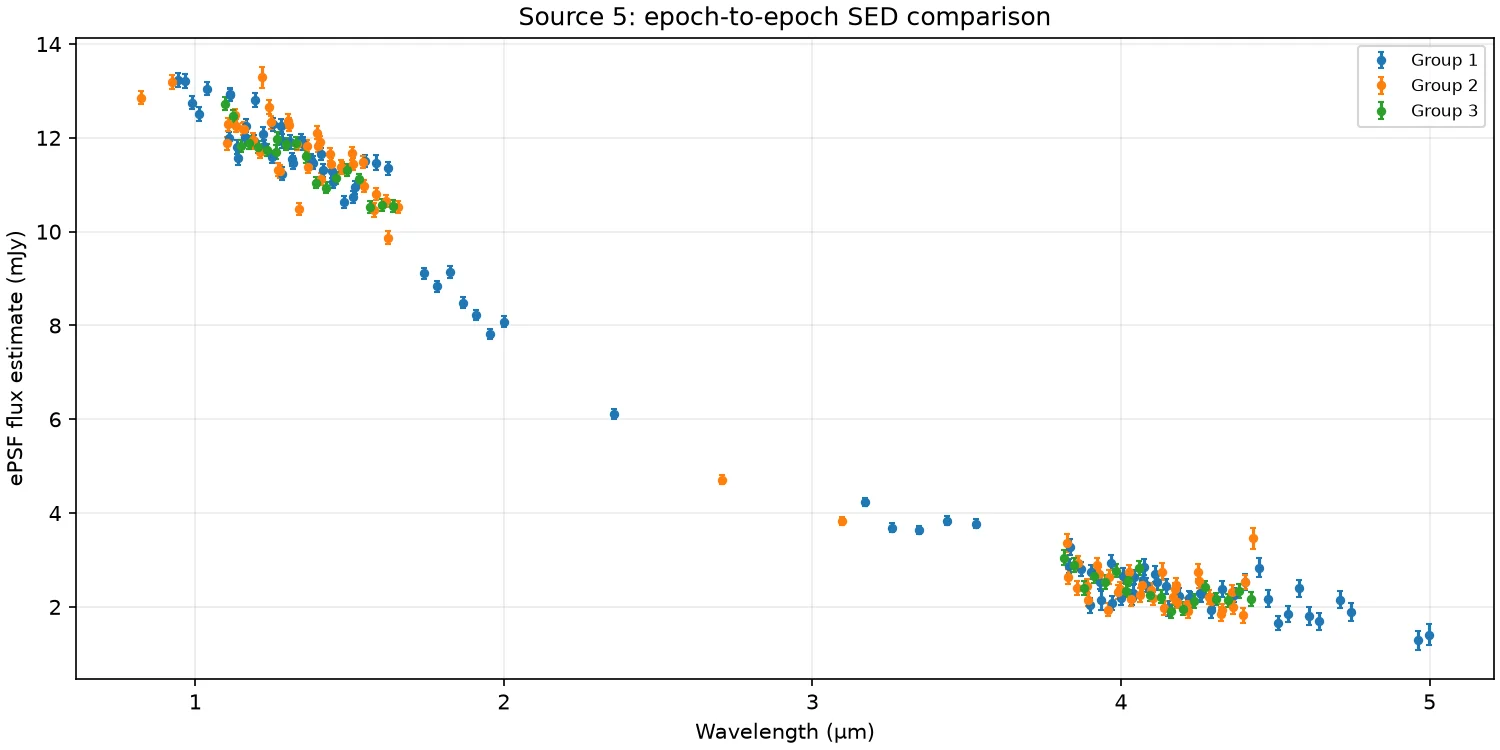 Source 5: epoch-to-epoch SED comparison
ePSF flux estimate (mJy)
14
12
10
8
6
4
2
Group 1
Group 2
Group 3
1 2 3 4 5
Wavelength (μm)